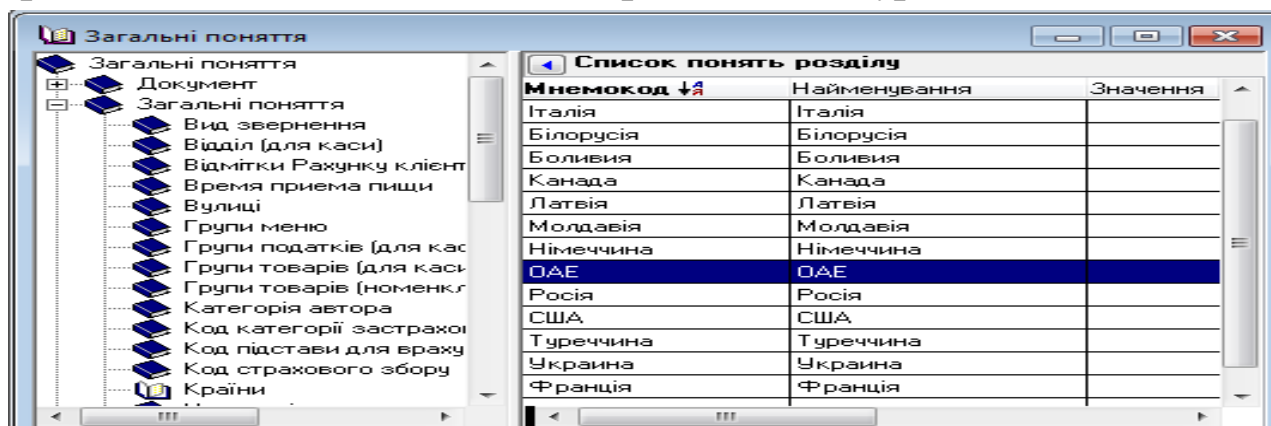 Загальні поняття
Загальні поняття
Документ
Загальні поняття
Вид звернення
Відділ (для каси)
Відмітки Рахунку клієнт
Время приема пищи
Вулиці
Групи меню
Групи податків (для кас
Групи товарів (для каси
Групи товарів (номенкл
Категорія автора
Код категорії застрахо
Код підстави для враху
Код страхового збору
Країни
Список понять розділу
Мнемокод Найменування Значення
Італія Італія
Білорусія Білорусія
Боливия Боливия
Канада Канада
Латвія Латвія
Молдавія Молдавія
Німеччина Німеччина
ОАЕ ОАЕ
Росія Росія
США США
Туреччина Туреччина
Украина Украина
Франція Франція